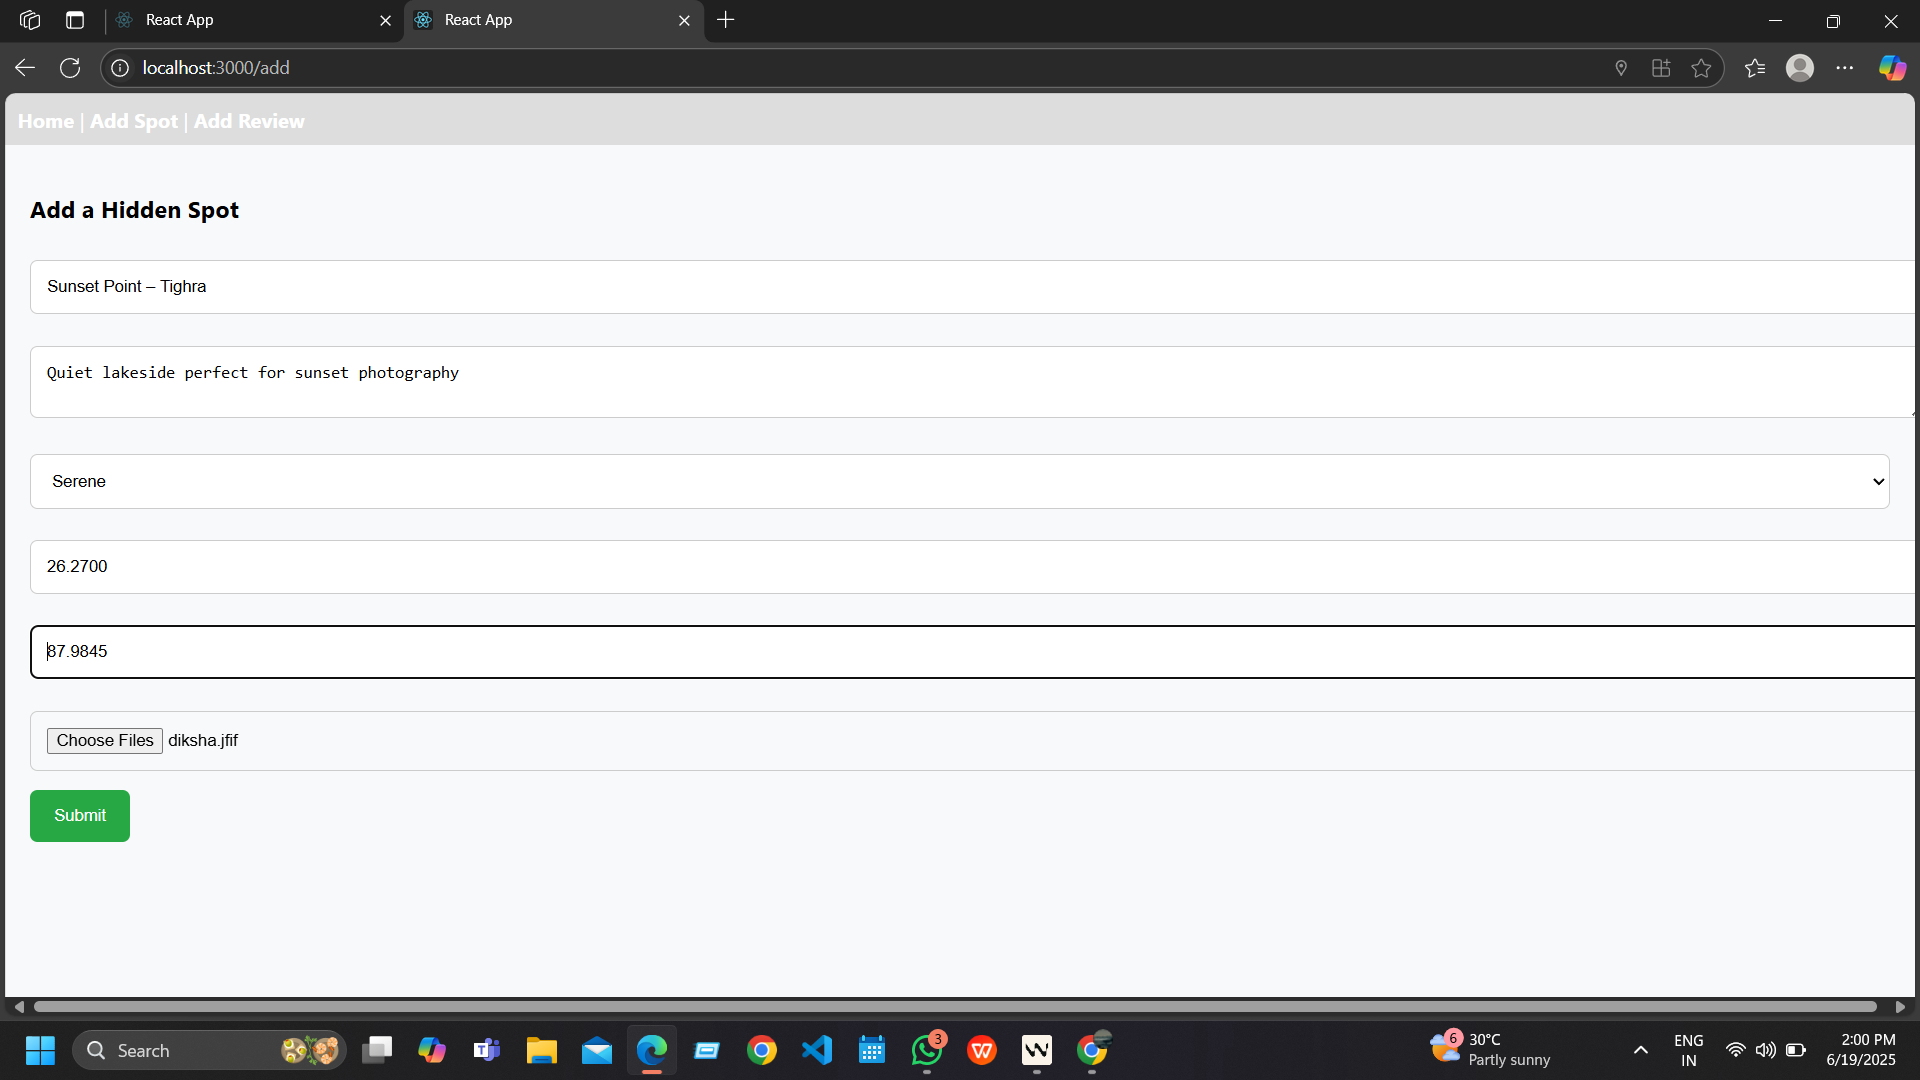 React App
React App
localhost:3000/add
Home | Add Spot | Add Review
Add a Hidden Spot
Sunset Point – Tighra
Quiet lakeside perfect for sunset photography
Serene
26.2700
87.9845
Choose Files diksha.jfif
Submit
Search
3
6
30°C
Partly sunny
ENG
IN
2:00 PM
6/19/2025